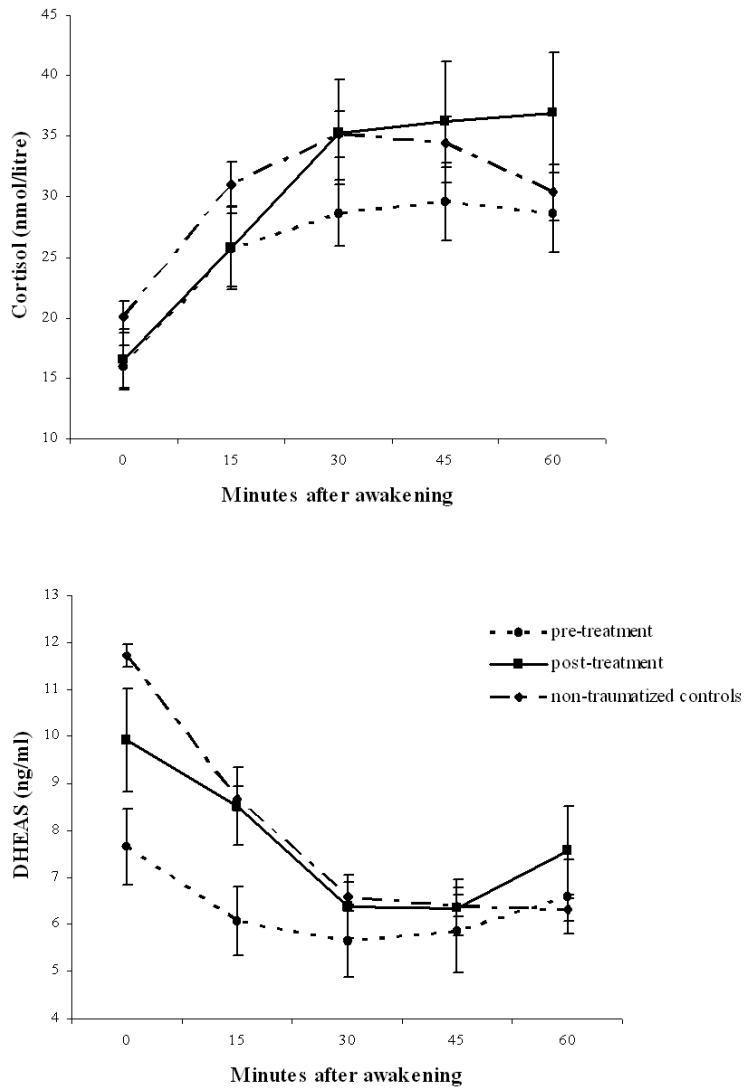 45
40
35
30
25
20
15
10
Cortisol (nmol/litre)
0 15 30 45 60
Minutes after awakening
13
12
11
10
9
8
7
6
5
4
DHEAS (ng/ml)
pre-treatment
post-treatment
non-traumatized controls
0 15 30 45 60
Minutes after awakening